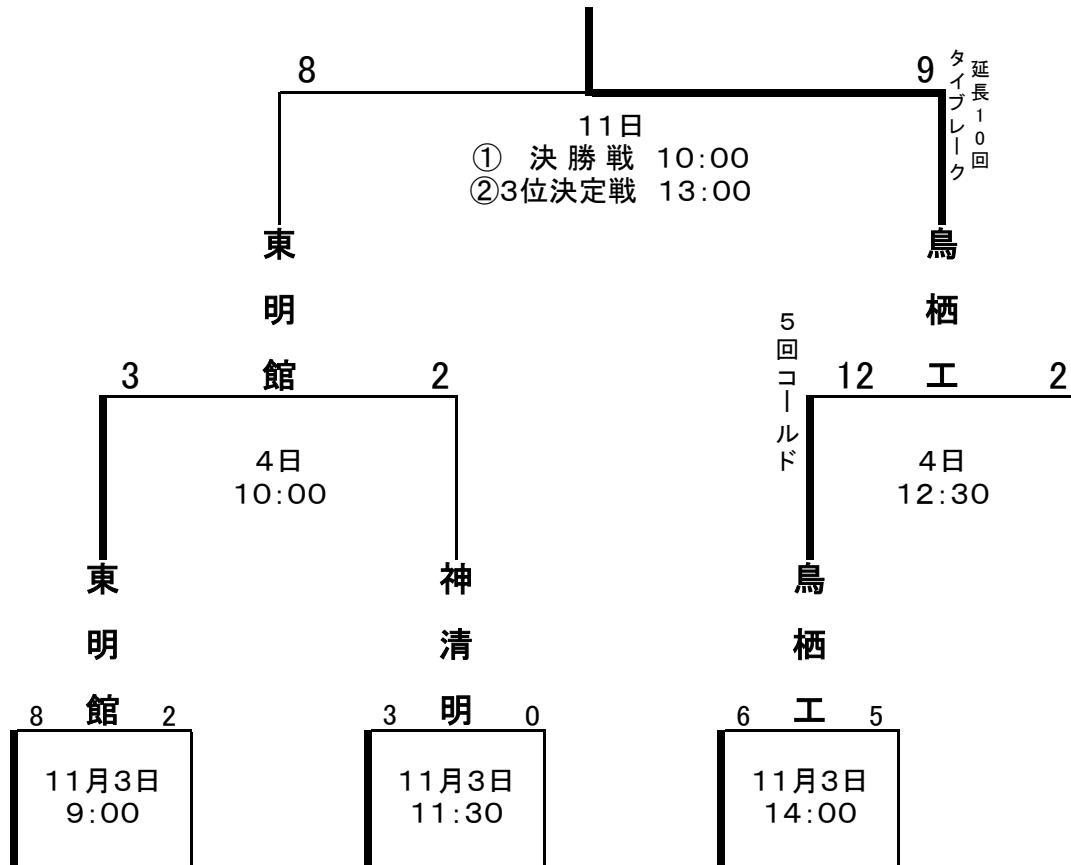 8
9
延長10回
タイブレーク
11日
① 決勝戦 10:00
②3位決定戦 13:00
東明館
鳥栖工
3
2
5回コールド
12
2
4日
10:00
4日
12:30
東明館
神清明
鳥栖工
8
2
3
0
6
5
11月3日
9:00
11月3日
11:30
11月3日
14:00